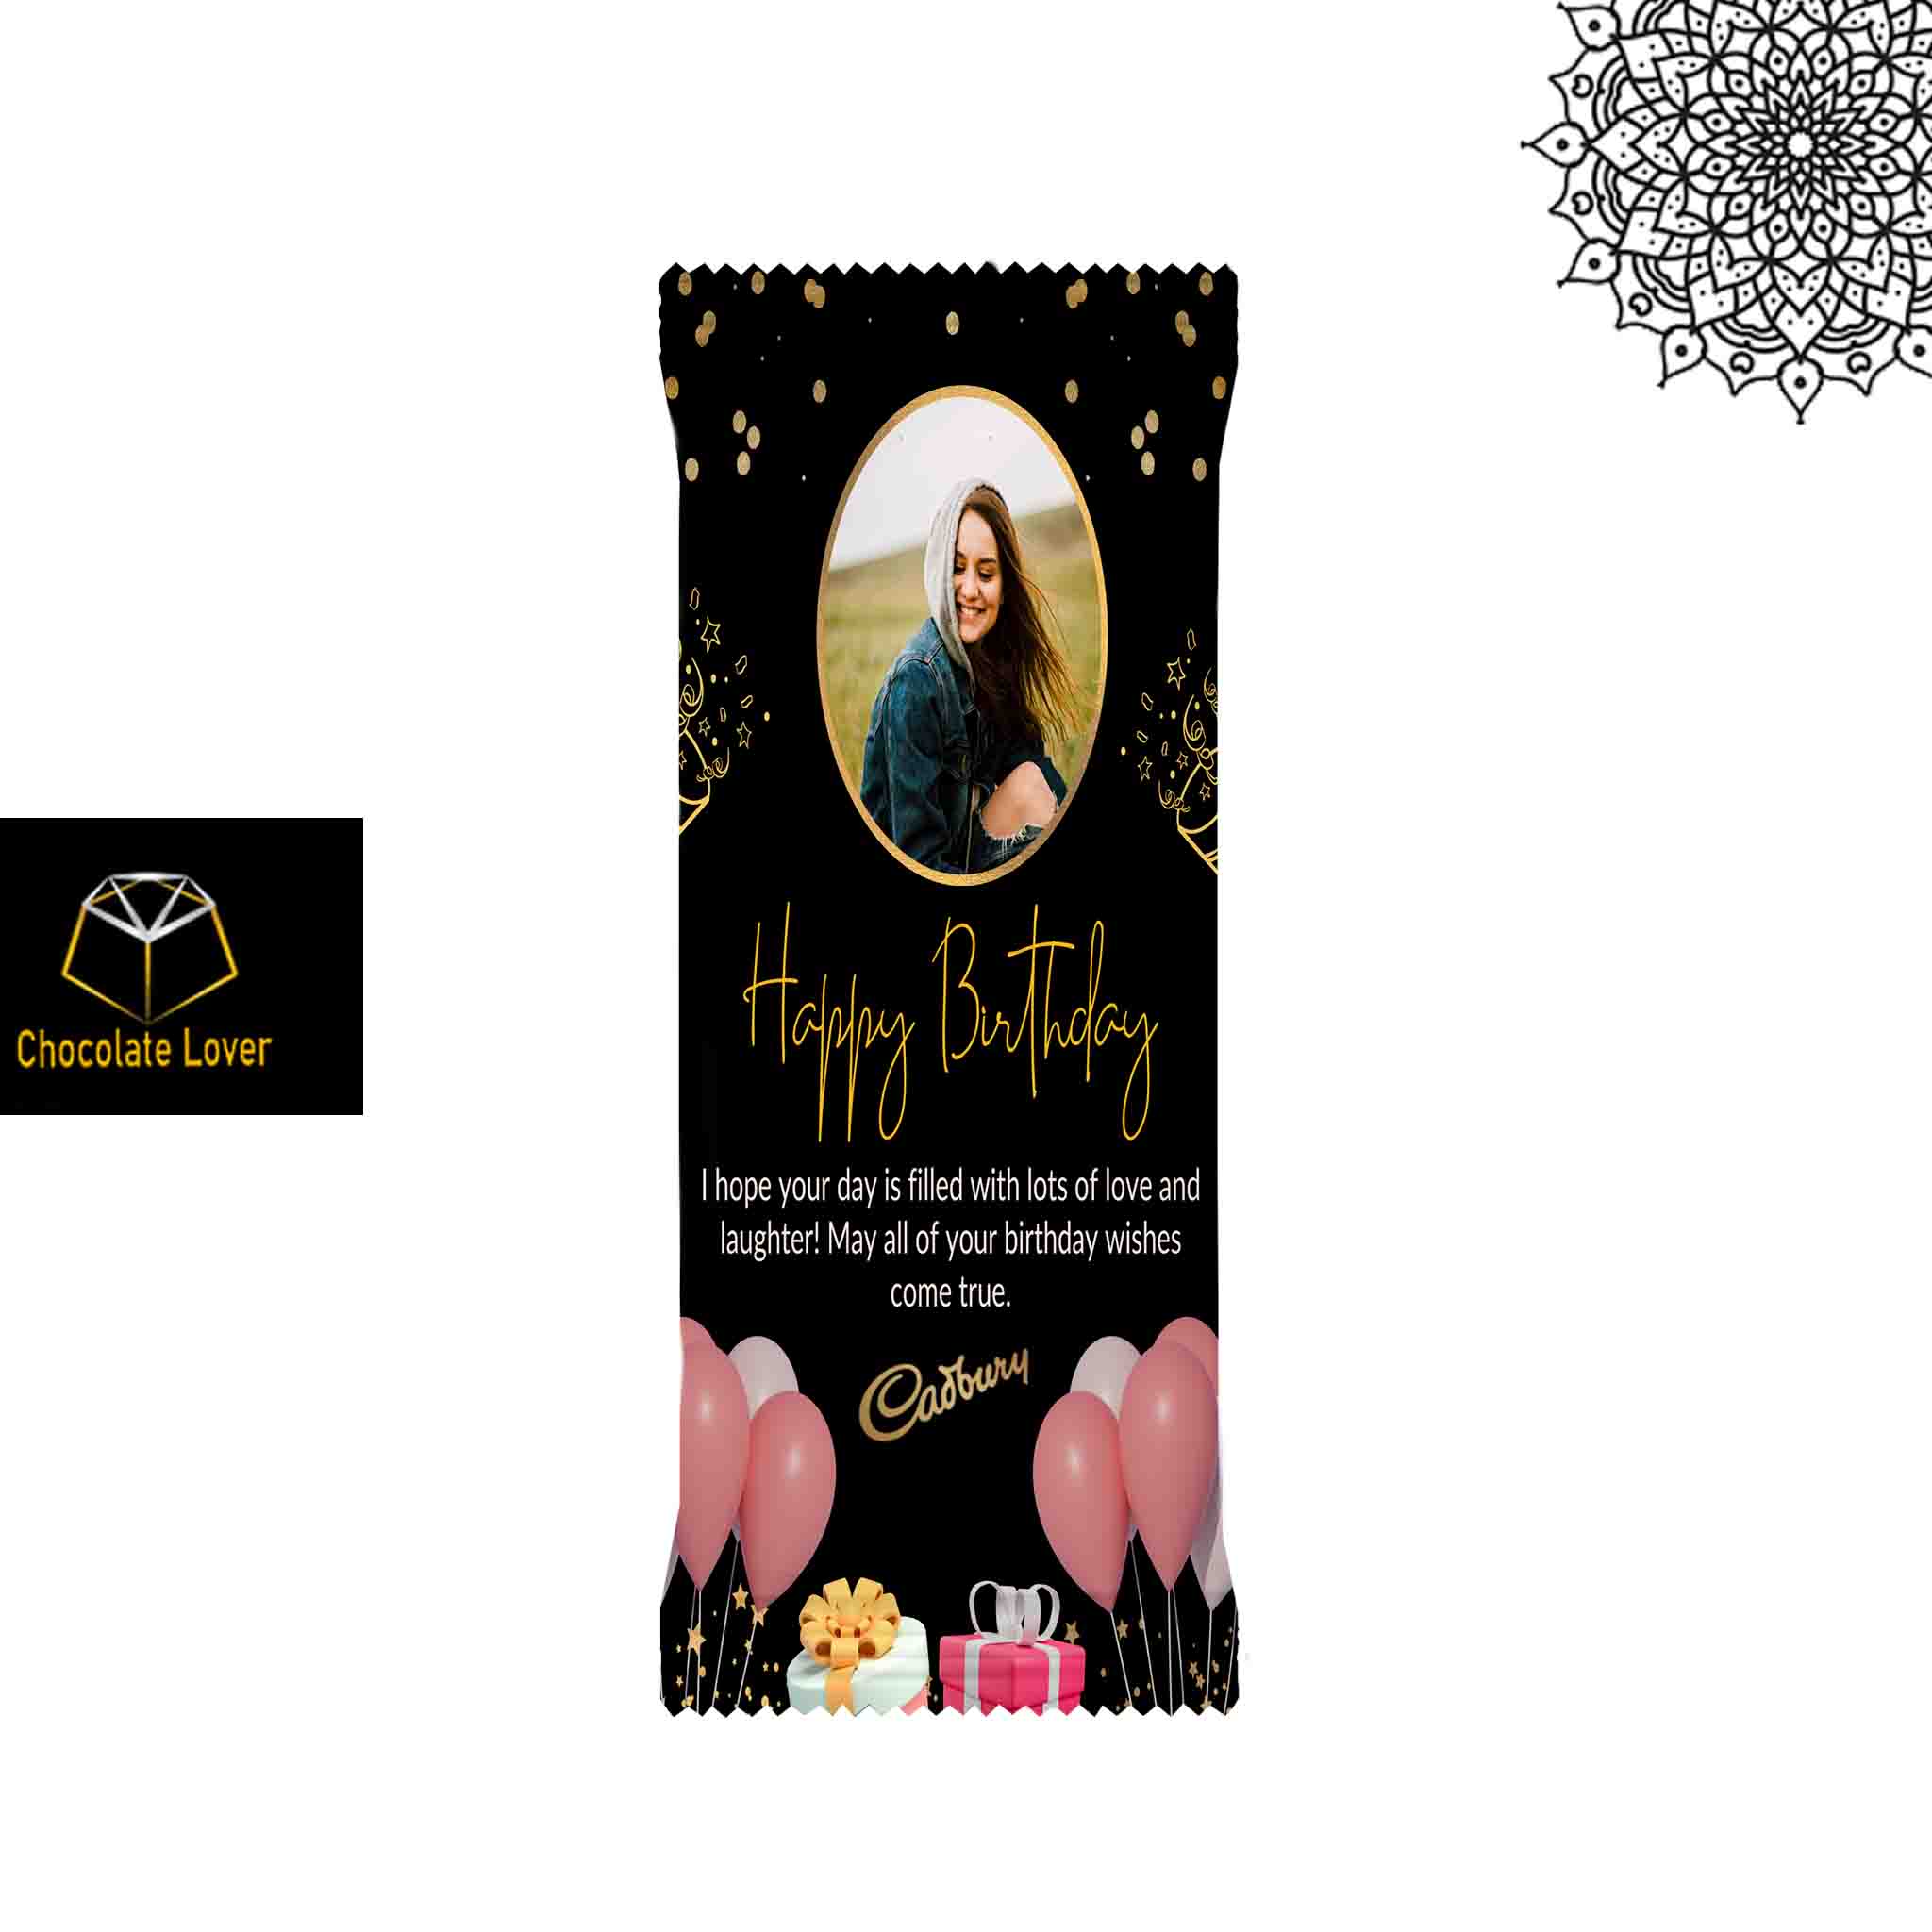 Chocolate Lover
Happy Birthday
I hope your day is filled with lots of love and
laughter! May all of your birthday wishes
come true.
Cadbury